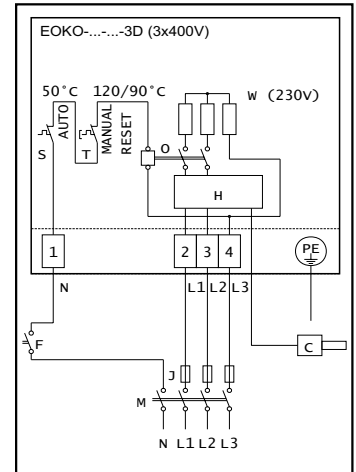 EOKO-...-...-3D (3x400V)
50°C 120/90°C W (230V)
AUTO
MANUAL
RESET
S T O
H
1 2 3 4 PE
N L1 L2 L3
F C
J
M
N L1 L2 L3